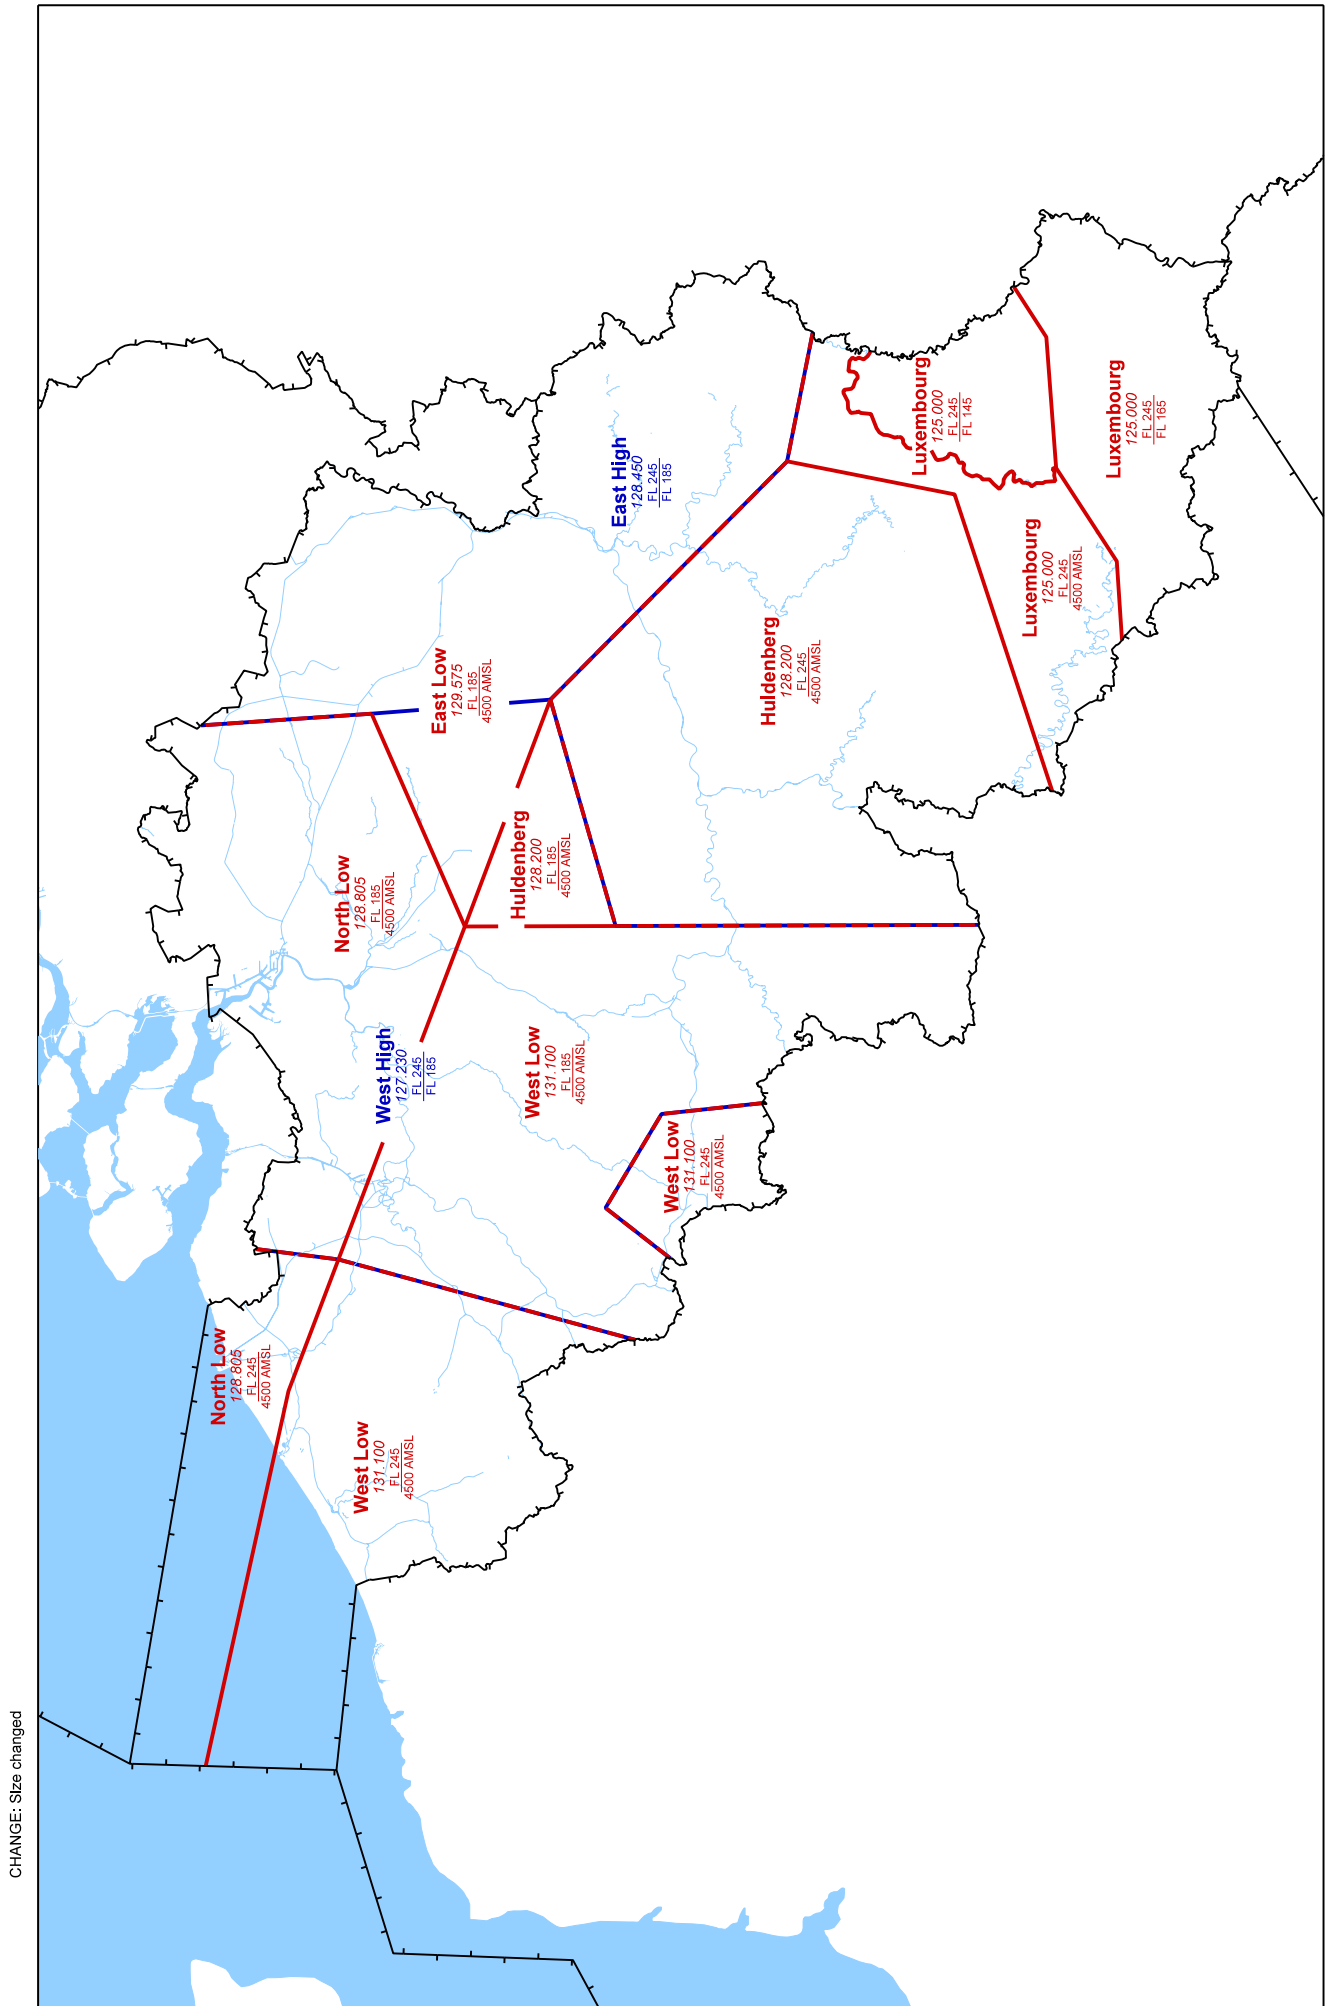 CHANGE: Size changed
North Low
128.805
FL 245
4500 AMSL
West Low
131.100
FL 245
4500 AMSL
West High
127.230
FL 245
FL 185
West Low
131.100
FL 185
4500 AMSL
West Low
131.100
FL 245
4500 AMSL
North Low
128.805
FL 185
4500 AMSL
Huldenberg
128.200
FL 185
4500 AMSL
East Low
129.575
FL 185
4500 AMSL
Huldenberg
128.200
FL 245
4500 AMSL
East High
128.450
FL 245
FL 185
Luxembourg
125.000
FL 245
4500 AMSL
Luxembourg
125.000
FL 245
FL 145
Luxembourg
125.000
FL 245
FL 165